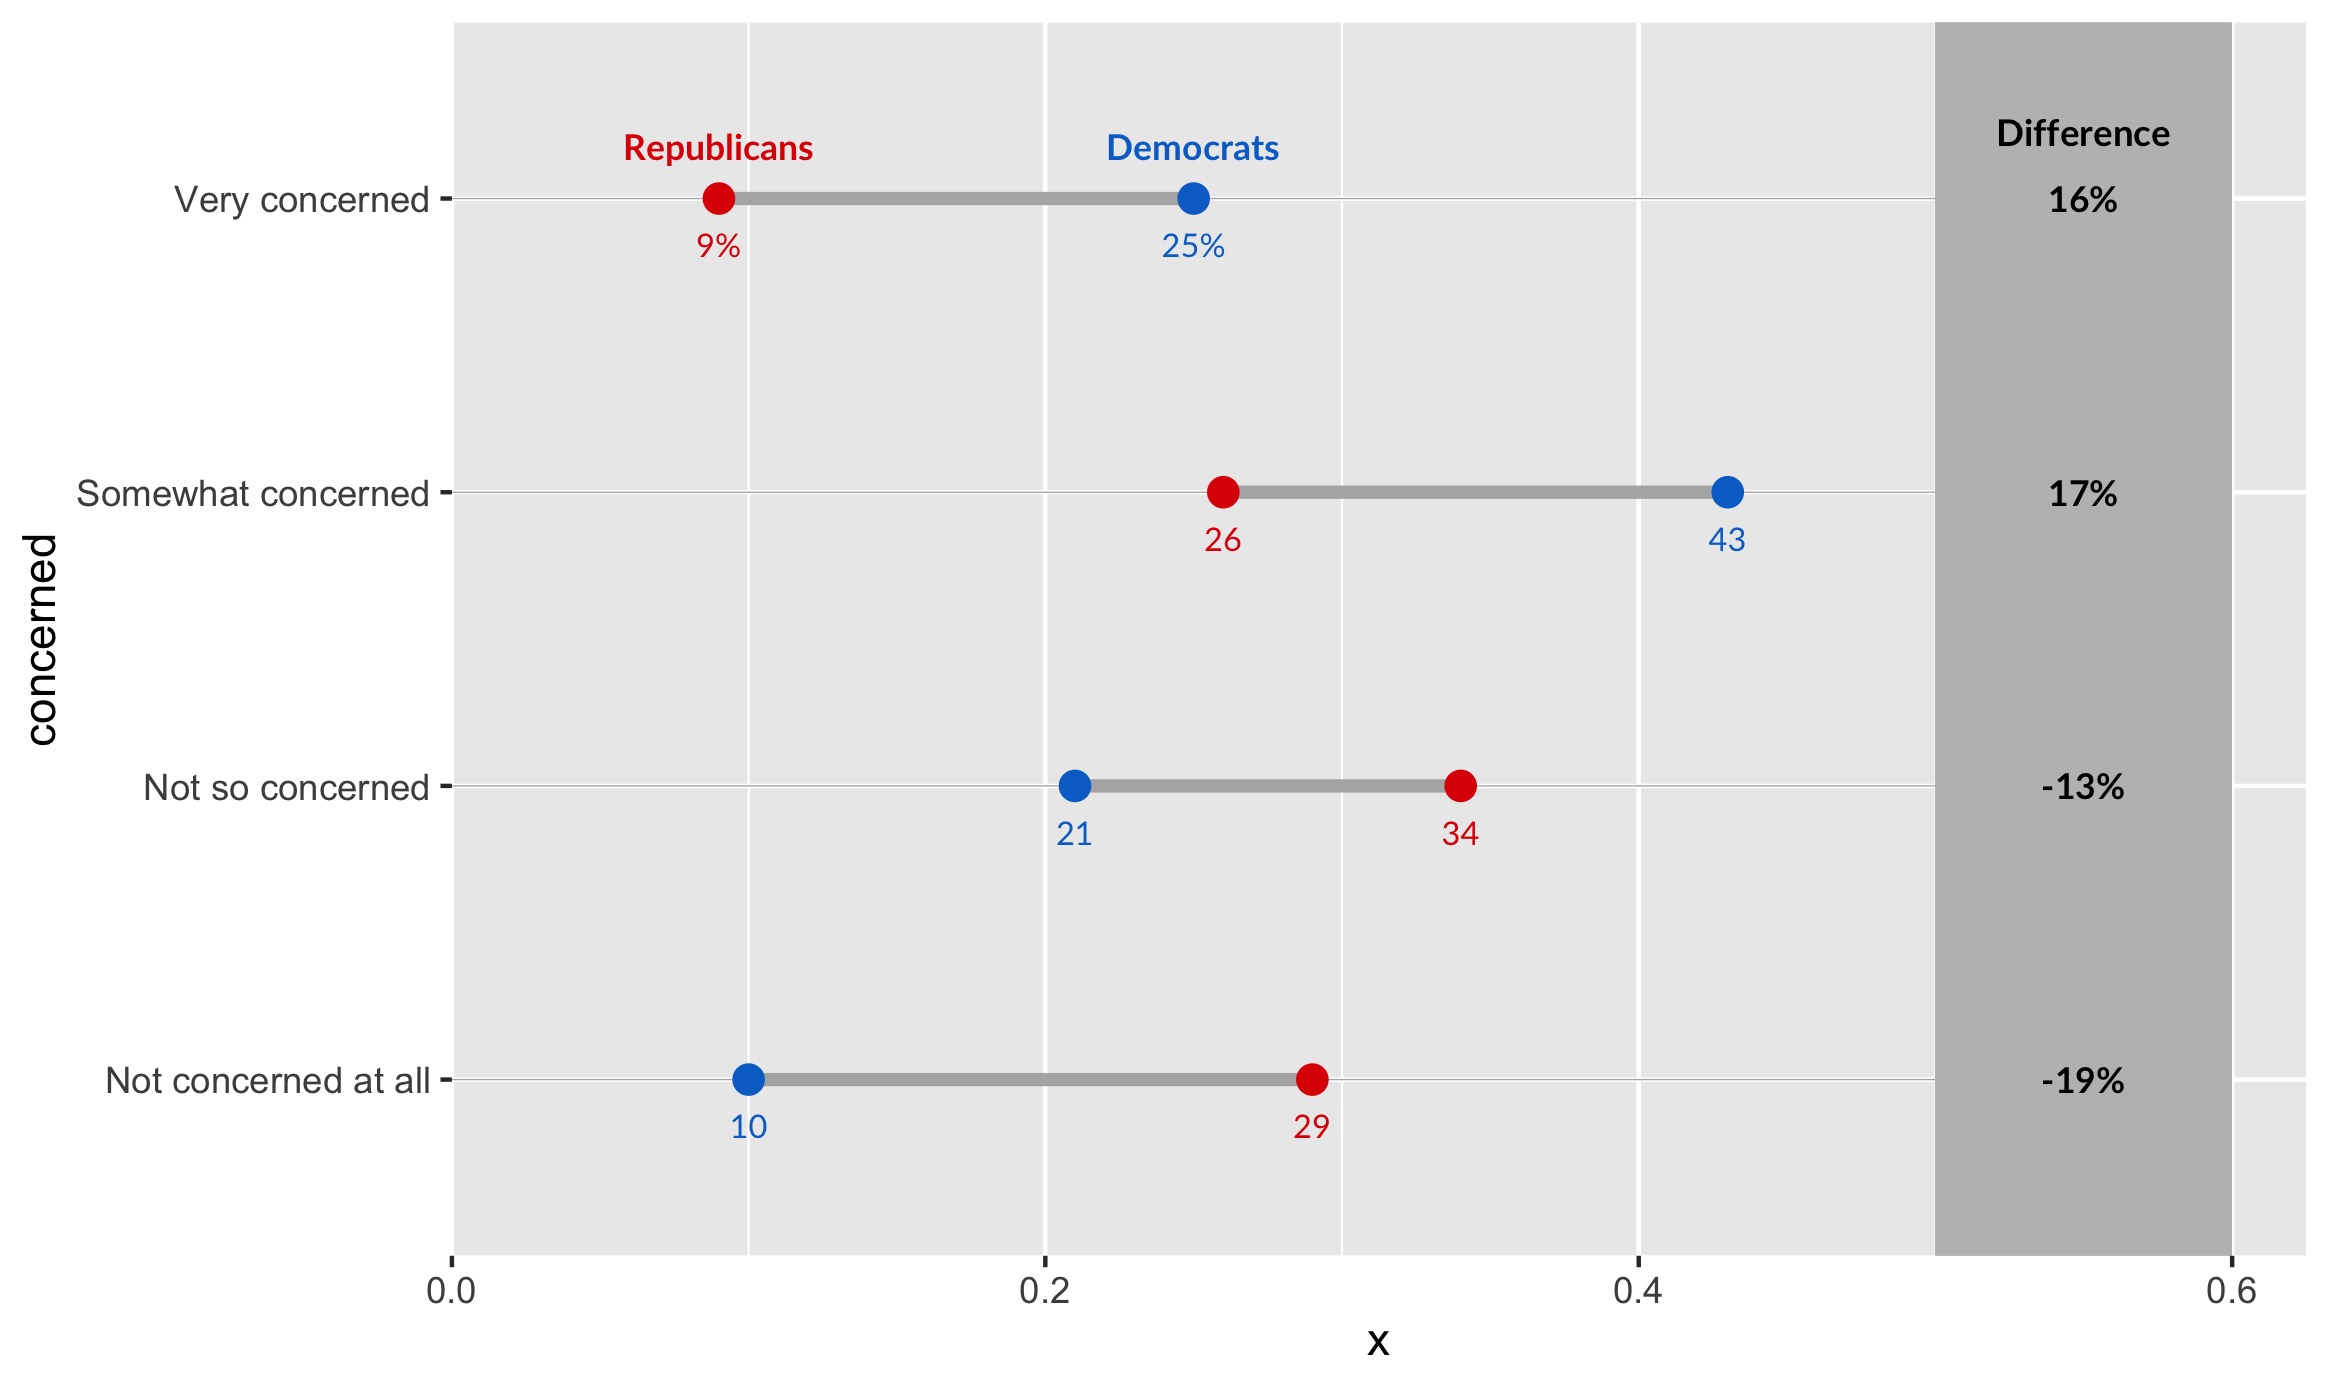 Republicans
Democrats
Difference
Very concerned
16%
9%
25%
Somewhat concerned
17%
26
43
concerned
Not so concerned
-13%
21
34
Not concerned at all
-19%
10
29
0.0
0.2
0.4
0.6
x